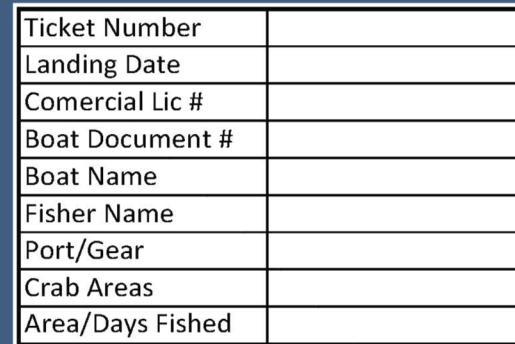 Ticket Number
Landing Date
Comercial Lic #
Boat Document #
Boat Name
Fisher Name
Port/Gear
Crab Areas
Area/Days Fished